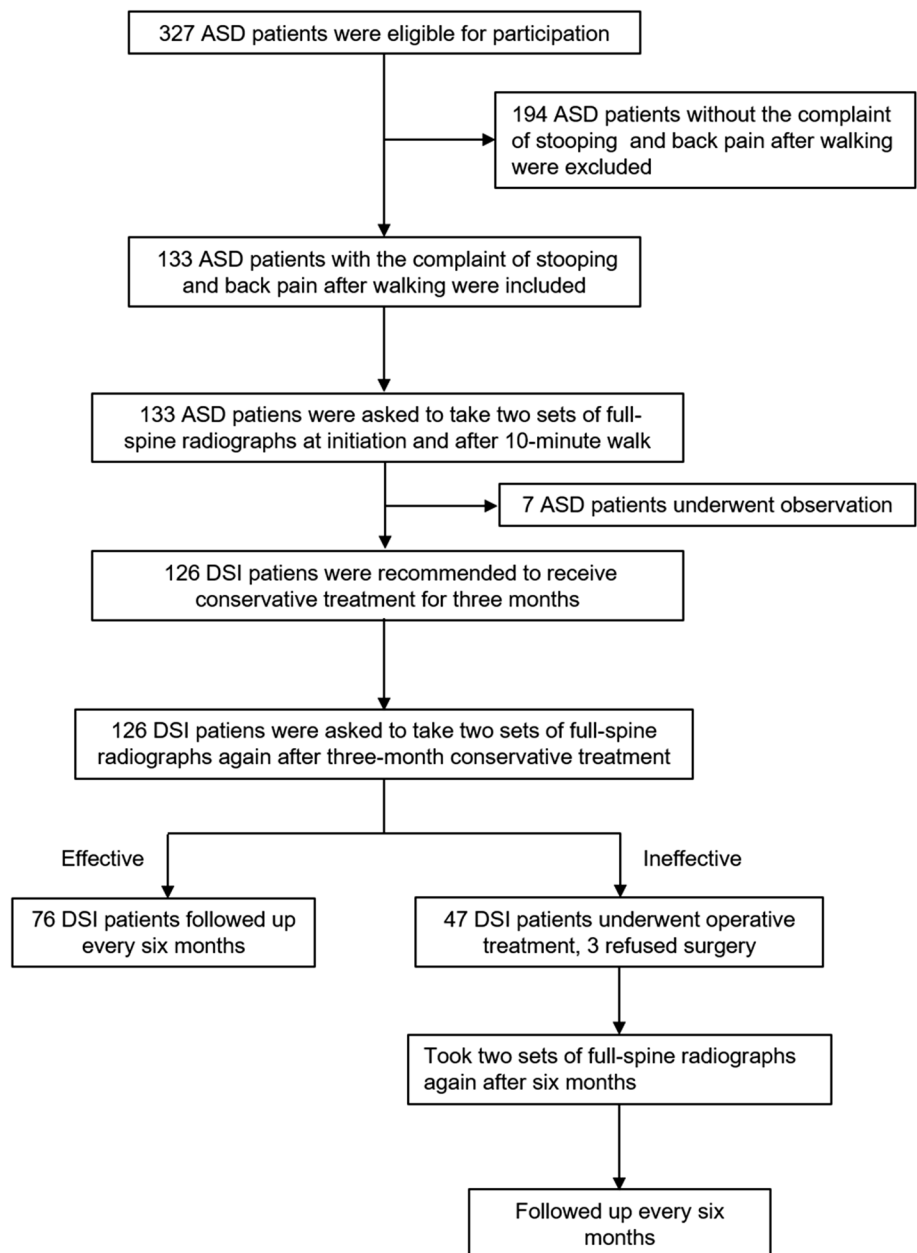 327 ASD patients were eligible for participation
194 ASD patients without the complaint
of stooping and back pain after walking
were excluded
133 ASD patients with the complaint of stooping
and back pain after walking were included
133 ASD patiens were asked to take two sets of full-
spine radiographs at initiation and after 10-minute walk
7 ASD patients underwent observation
126 DSI patiens were recommended to receive
conservative treatment for three months
126 DSI patiens were asked to take two sets of full-spine
radiographs again after three-month conservative treatment
Effective
Ineffective
76 DSI patients followed up
every six months
47 DSI patients underwent operative
treatment, 3 refused surgery
Took two sets of full-spine radiographs
again after six months
Followed up every six
months